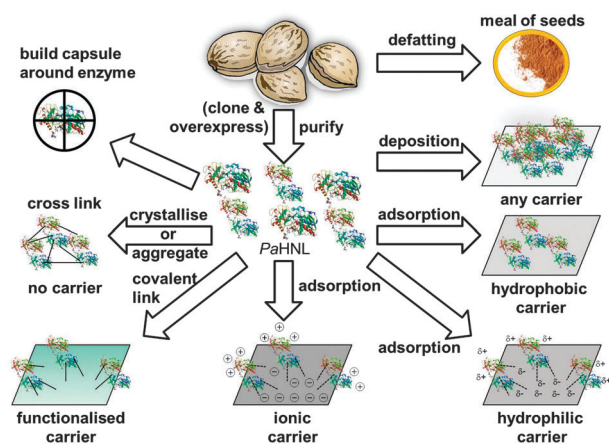 build capsule
around enzyme
meal of seeds
defatting
(clone &
overexpress)
purify
deposition
any carrier
cross link
crystallise
or
aggregate
no carrier
PaHNL
adsorption
hydrophobic
carrier
covalent
link
adsorption
adsorption
functionalised
carrier
ionic
carrier
hydrophilic
carrier
+ + + + + +
− − − − − − − −
δ+ δ+ δ+ δ+ δ+ δ+
δ- δ- δ- δ- δ- δ-